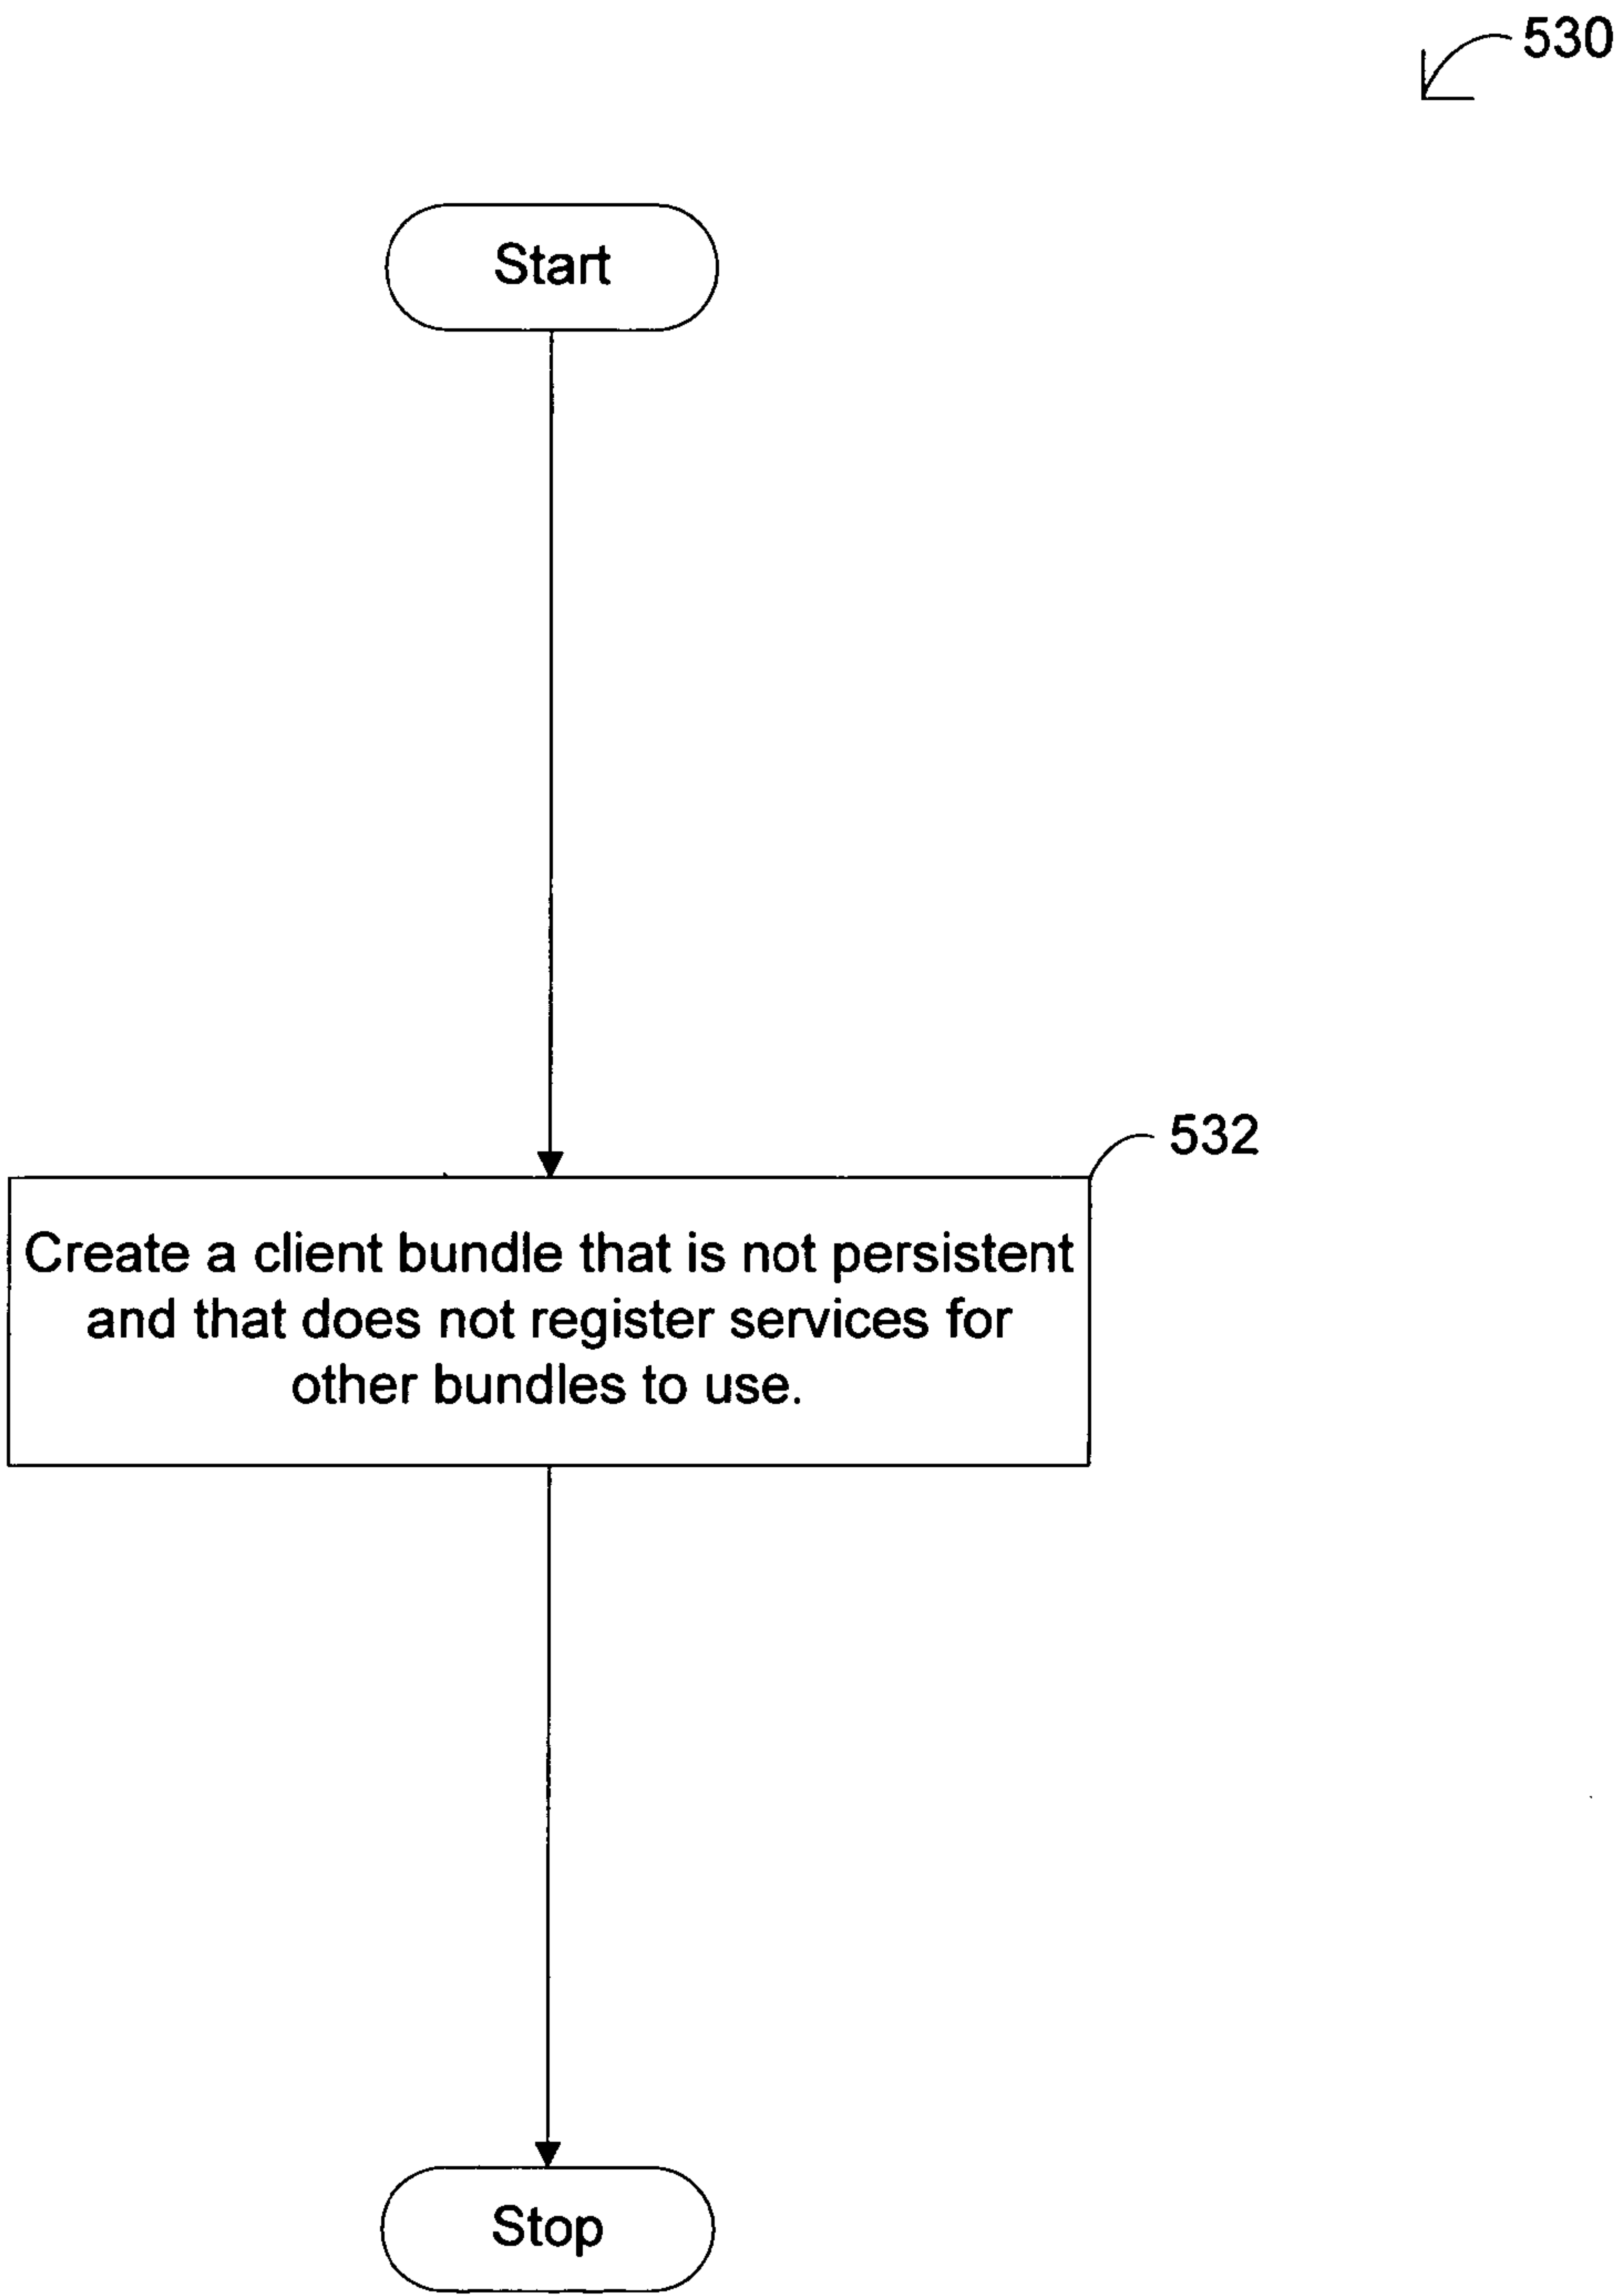 530
Start
532
Create a client bundle that is not persistent
and that does not register services for
other bundles to use.
Stop